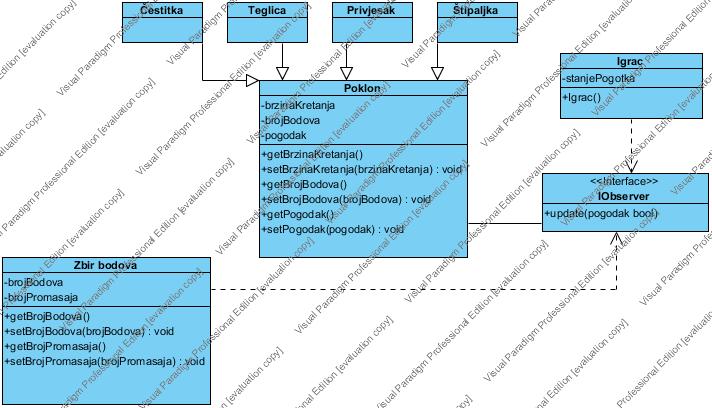 Čestitka
Teglica
Privjesak
Štipaljka
Poklon
-brzinaKretanja
-brojBodova
-pogodak
+getBrzinaKretanja()
+setBrzinaKretanja(brzinaKretanja) : void
+getBrojBodova()
+setBrojBodova(brojBodova) : void
+getPogodak()
+setPogodak(pogodak) : void
Igrac
-stanjePogotka
+Igrac()
<<Interface>>
IObserver
+update(pogodak bool)
Zbir bodova
-brojBodova
-brojPromasaja
+getBrojBodova()
+setBrojBodova(brojBodova) : void
+getBrojPromasaja()
+setBrojPromasaja(brojPromasaja) : void
Visual Paradigm Professional Edition [evaluation copy]